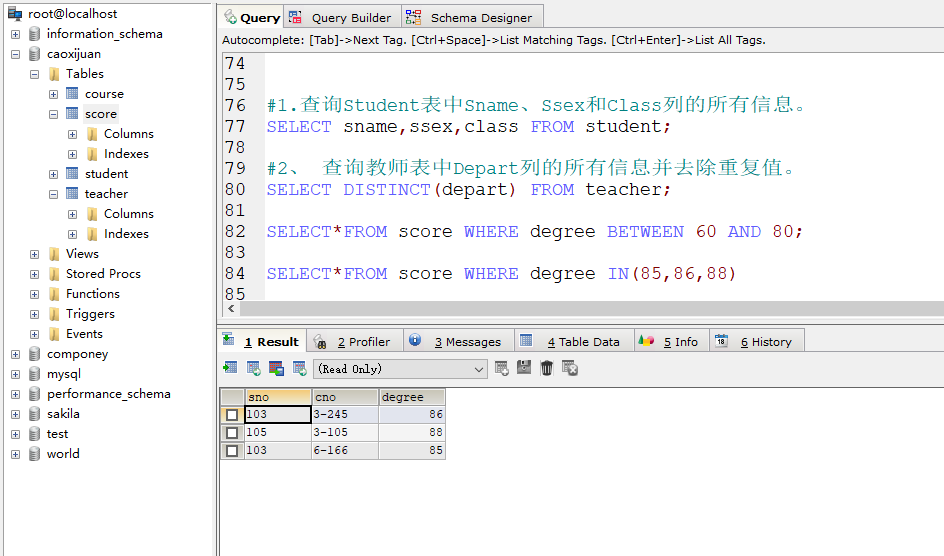 root@localhost
information_schema
caoxijuan
Tables
course
score
Columns
Indexes
student
teacher
Columns
Indexes
Views
Stored Procs
Functions
Triggers
Events
componey
mysql
performance_schema
sakila
test
world
Query Query Builder Schema Designer
Autocomplete: [Tab]->Next Tag. [Ctrl+Space]->List Matching Tags. [Ctrl+Enter]->List All Tags.
74
75
76 #1.查询Student表中Sname、Ssex和Class列的所有信息。
77 SELECT sname,ssex,class FROM student;
78
79 #2、 查询教师表中Depart列的所有信息并去除重复值。
80 SELECT DISTINCT(depart) FROM teacher;
81
82 SELECT*FROM score WHERE degree BETWEEN 60 AND 80;
83
84 SELECT*FROM score WHERE degree IN(85,86,88)
85
1 Result 2 Profiler 3 Messages 4 Table Data 5 Info 18 6 History
(Read Only)
sno cno degree
103 3-245 86
105 3-105 88
103 6-166 85